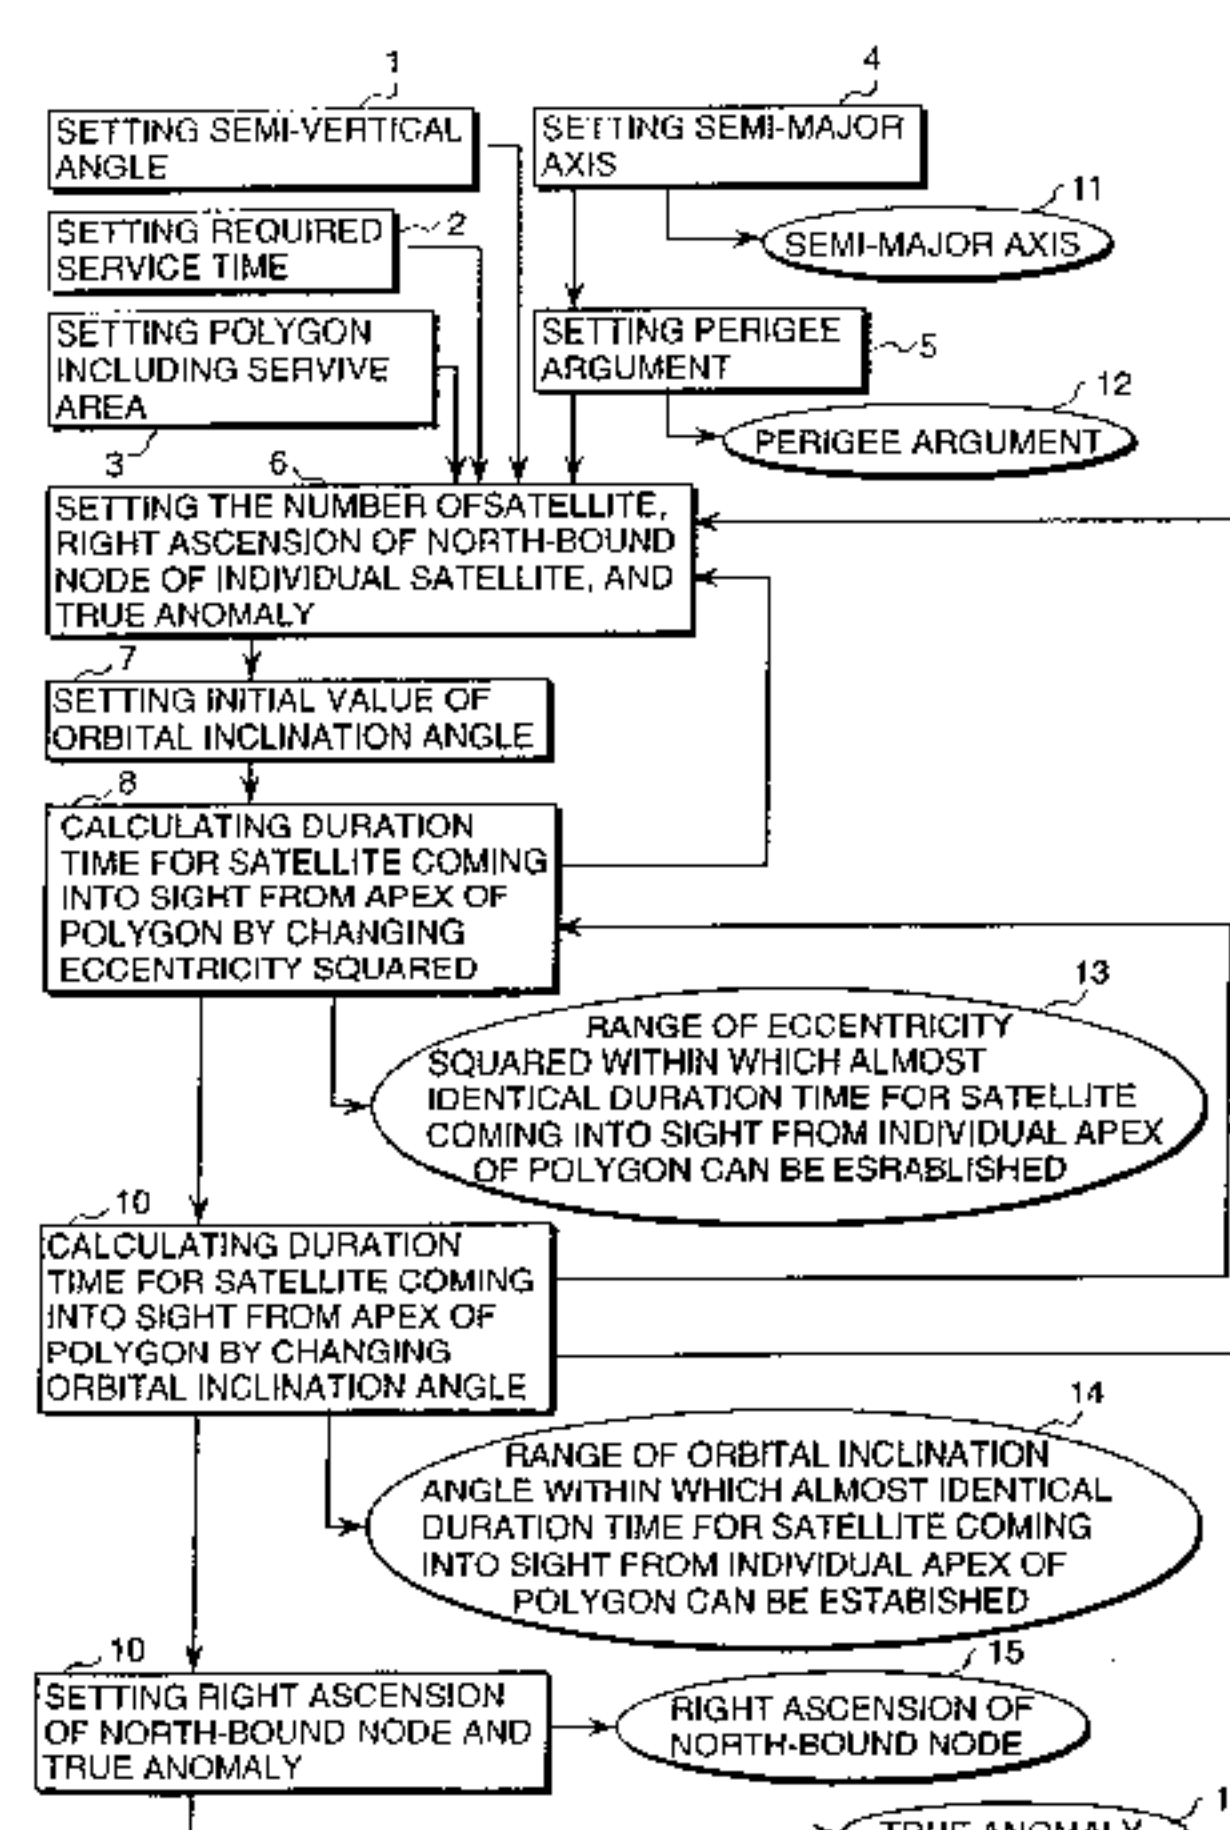 1
SETTING SEMI-VERTICAL
ANGLE
4
SETTING SEMI-MAJOR
AXIS
11
SEMI-MAJOR AXIS
2
SETTING REQUIRED
SERVICE TIME
SETTING POLYGON
INCLUDING SERVIVE
AREA
3
SETTING PERIGEE
ARGUMENT
5
12
PERIGEE ARGUMENT
6
SETTING THE NUMBER OFSATELLITE,
RIGHT ASCENSION OF NORTH-BOUND
NODE OF INDIVIDUAL SATELLITE, AND
TRUE ANOMALY
7
SETTING INITIAL VALUE OF
ORBITAL INCLINATION ANGLE
8
CALCULATING DURATION
TIME FOR SATELLITE COMING
INTO SIGHT FROM APEX OF
POLYGON BY CHANGING
ECCENTRICITY SQUARED
13
RANGE OF ECCENTRICITY
SQUARED WITHIN WHICH ALMOST
IDENTICAL DURATION TIME FOR SATELLITE
COMING INTO SIGHT FROM INDIVIDUAL APEX
OF POLYGON CAN BE ESRABLISHED
10
CALCULATING DURATION
TIME FOR SATELLITE COMING
INTO SIGHT FROM APEX OF
POLYGON BY CHANGING
ORBITAL INCLINATION ANGLE
14
RANGE OF ORBITAL INCLINATION
ANGLE WITHIN WHICH ALMOST IDENTICAL
DURATION TIME FOR SATELLITE COMING
INTO SIGHT FROM INDIVIDUAL APEX OF
POLYGON CAN BE ESTABISHED
10
SETTING RIGHT ASCENSION
OF NORTH-BOUND NODE AND
TRUE ANOMALY
15
RIGHT ASCENSION OF
NORTH-BOUND NODE
TRUE ANOMALY